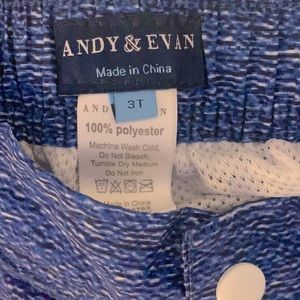 ANDY & EVAN
Made in China
3T
100% polyester
Machine Wash Cold,
Do Not Bleach,
Tumble Dry Medium
Do Not Iron